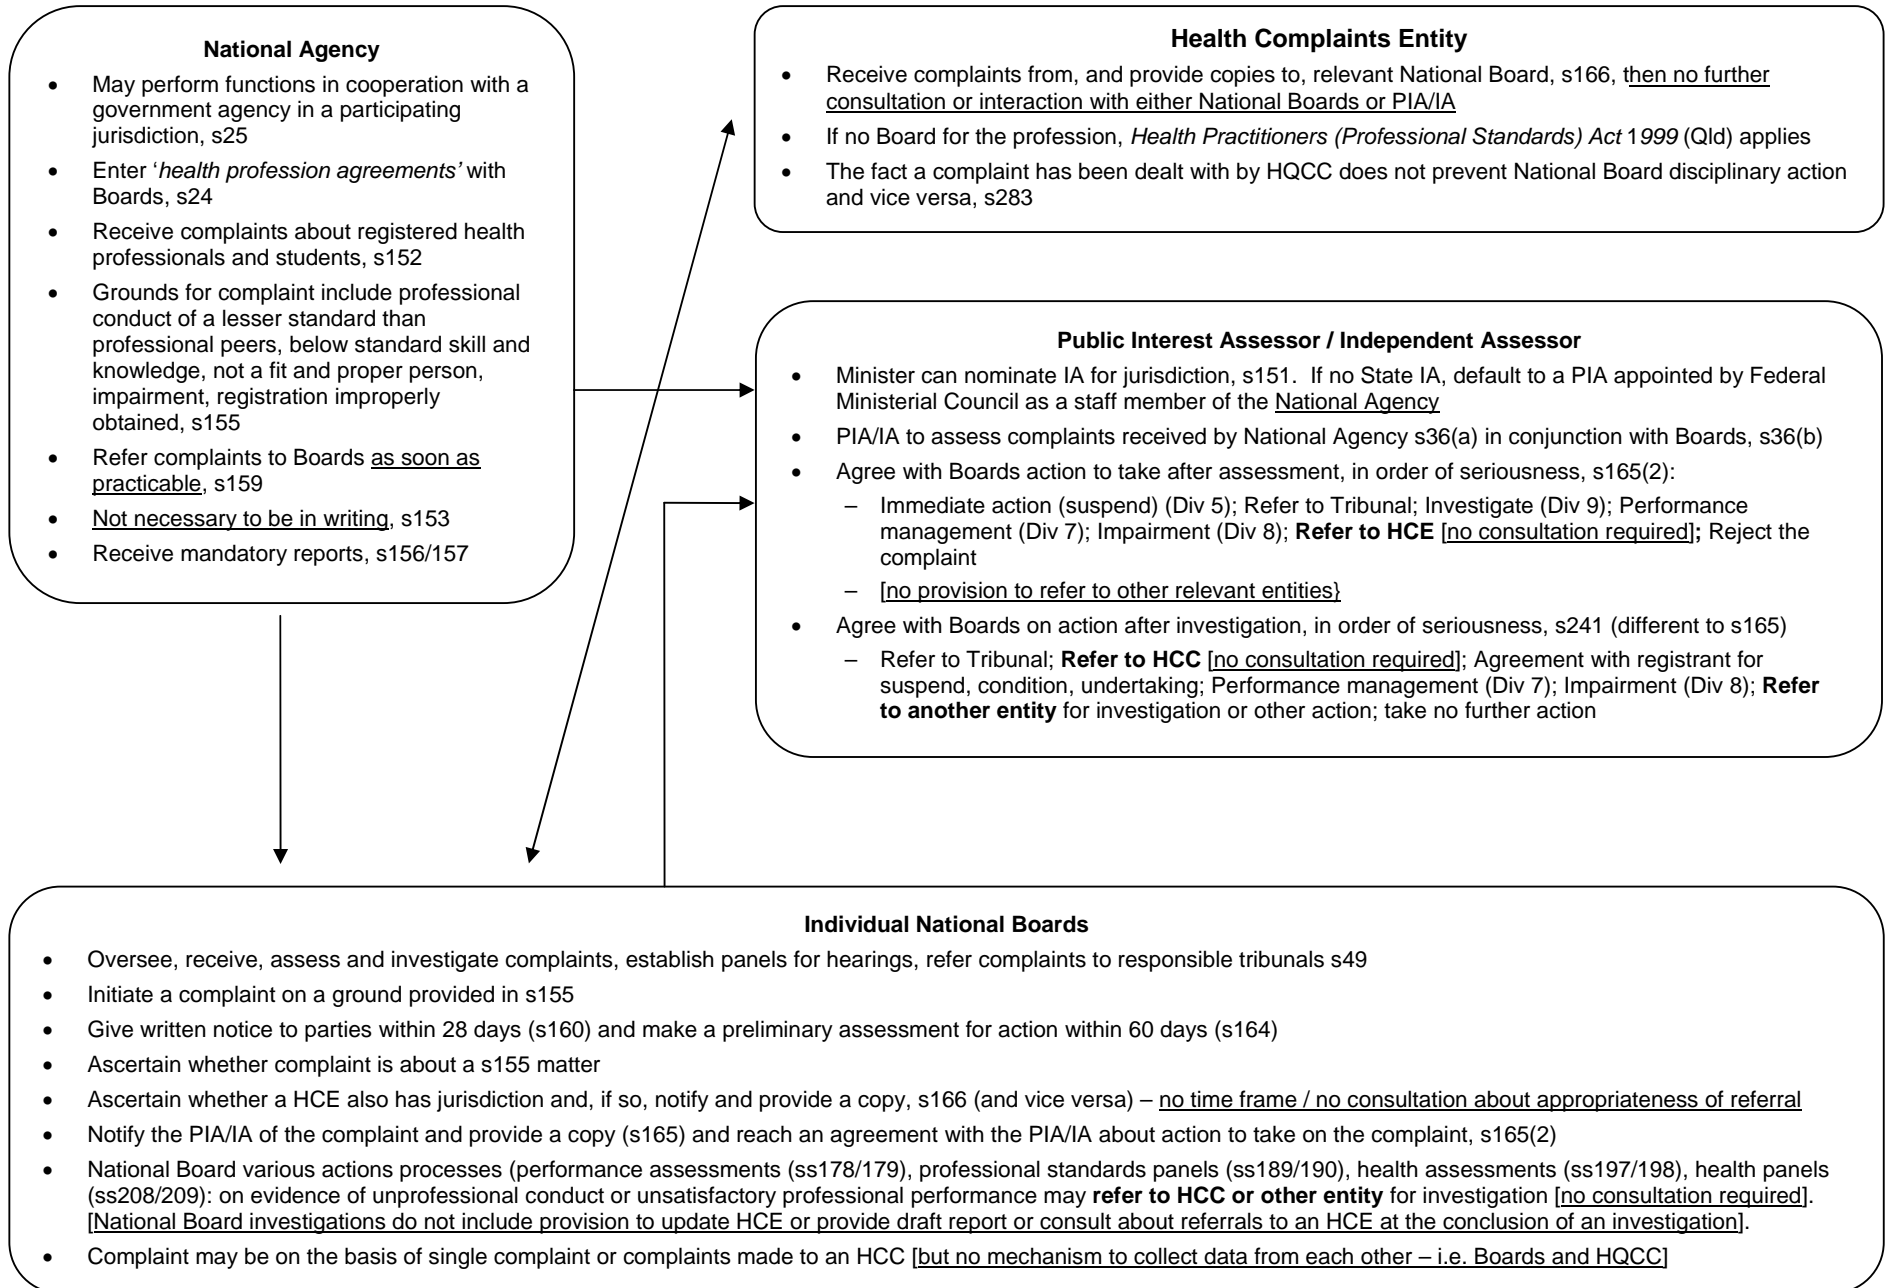 National Agency
• May perform functions in cooperation with a
government agency in a participating
jurisdiction, s25
• Enter ‘health profession agreements’ with
Boards, s24
• Receive complaints about registered health
professionals and students, s152
• Grounds for complaint include professional
conduct of a lesser standard than
professional peers, below standard skill and
knowledge, not a fit and proper person,
impairment, registration improperly
obtained, s155
• Refer complaints to Boards as soon as
practicable, s159
• Not necessary to be in writing, s153
• Receive mandatory reports, s156/157
Health Complaints Entity
• Receive complaints from, and provide copies to, relevant National Board, s166, then no further
consultation or interaction with either National Boards or PIA/IA
• If no Board for the profession, Health Practitioners (Professional Standards) Act 1999 (Qld) applies
• The fact a complaint has been dealt with by HQCC does not prevent National Board disciplinary action
and vice versa, s283
Public Interest Assessor / Independent Assessor
• Minister can nominate IA for jurisdiction, s151. If no State IA, default to a PIA appointed by Federal
Ministerial Council as a staff member of the National Agency
• PIA/IA to assess complaints received by National Agency s36(a) in conjunction with Boards, s36(b)
• Agree with Boards action to take after assessment, in order of seriousness, s165(2):
– Immediate action (suspend) (Div 5); Refer to Tribunal; Investigate (Div 9); Performance
management (Div 7); Impairment (Div 8); Refer to HCE [no consultation required]; Reject the
complaint
– [no provision to refer to other relevant entities}
• Agree with Boards on action after investigation, in order of seriousness, s241 (different to s165)
– Refer to Tribunal; Refer to HCC [no consultation required]; Agreement with registrant for
suspend, condition, undertaking; Performance management (Div 7); Impairment (Div 8); Refer
to another entity for investigation or other action; take no further action
Individual National Boards
• Oversee, receive, assess and investigate complaints, establish panels for hearings, refer complaints to responsible tribunals s49
• Initiate a complaint on a ground provided in s155
• Give written notice to parties within 28 days (s160) and make a preliminary assessment for action within 60 days (s164)
• Ascertain whether complaint is about a s155 matter
• Ascertain whether a HCE also has jurisdiction and, if so, notify and provide a copy, s166 (and vice versa) – no time frame / no consultation about appropriateness of referral
• Notify the PIA/IA of the complaint and provide a copy (s165) and reach an agreement with the PIA/IA about action to take on the complaint, s165(2)
• National Board various actions processes (performance assessments (ss178/179), professional standards panels (ss189/190), health assessments (ss197/198), health panels
(ss208/209): on evidence of unprofessional conduct or unsatisfactory professional performance may refer to HCC or other entity for investigation [no consultation required].
[National Board investigations do not include provision to update HCE or provide draft report or consult about referrals to an HCE at the conclusion of an investigation].
• Complaint may be on the basis of single complaint or complaints made to an HCC [but no mechanism to collect data from each other – i.e. Boards and HQCC]